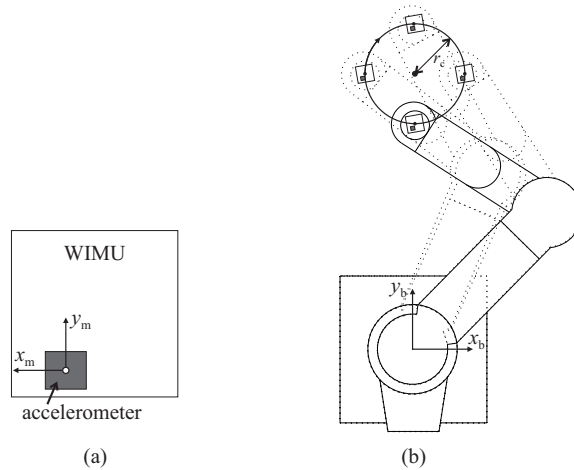 r_c
WIMU
y_m
x_m
accelerometer
y_b
x_b
(a)
(b)